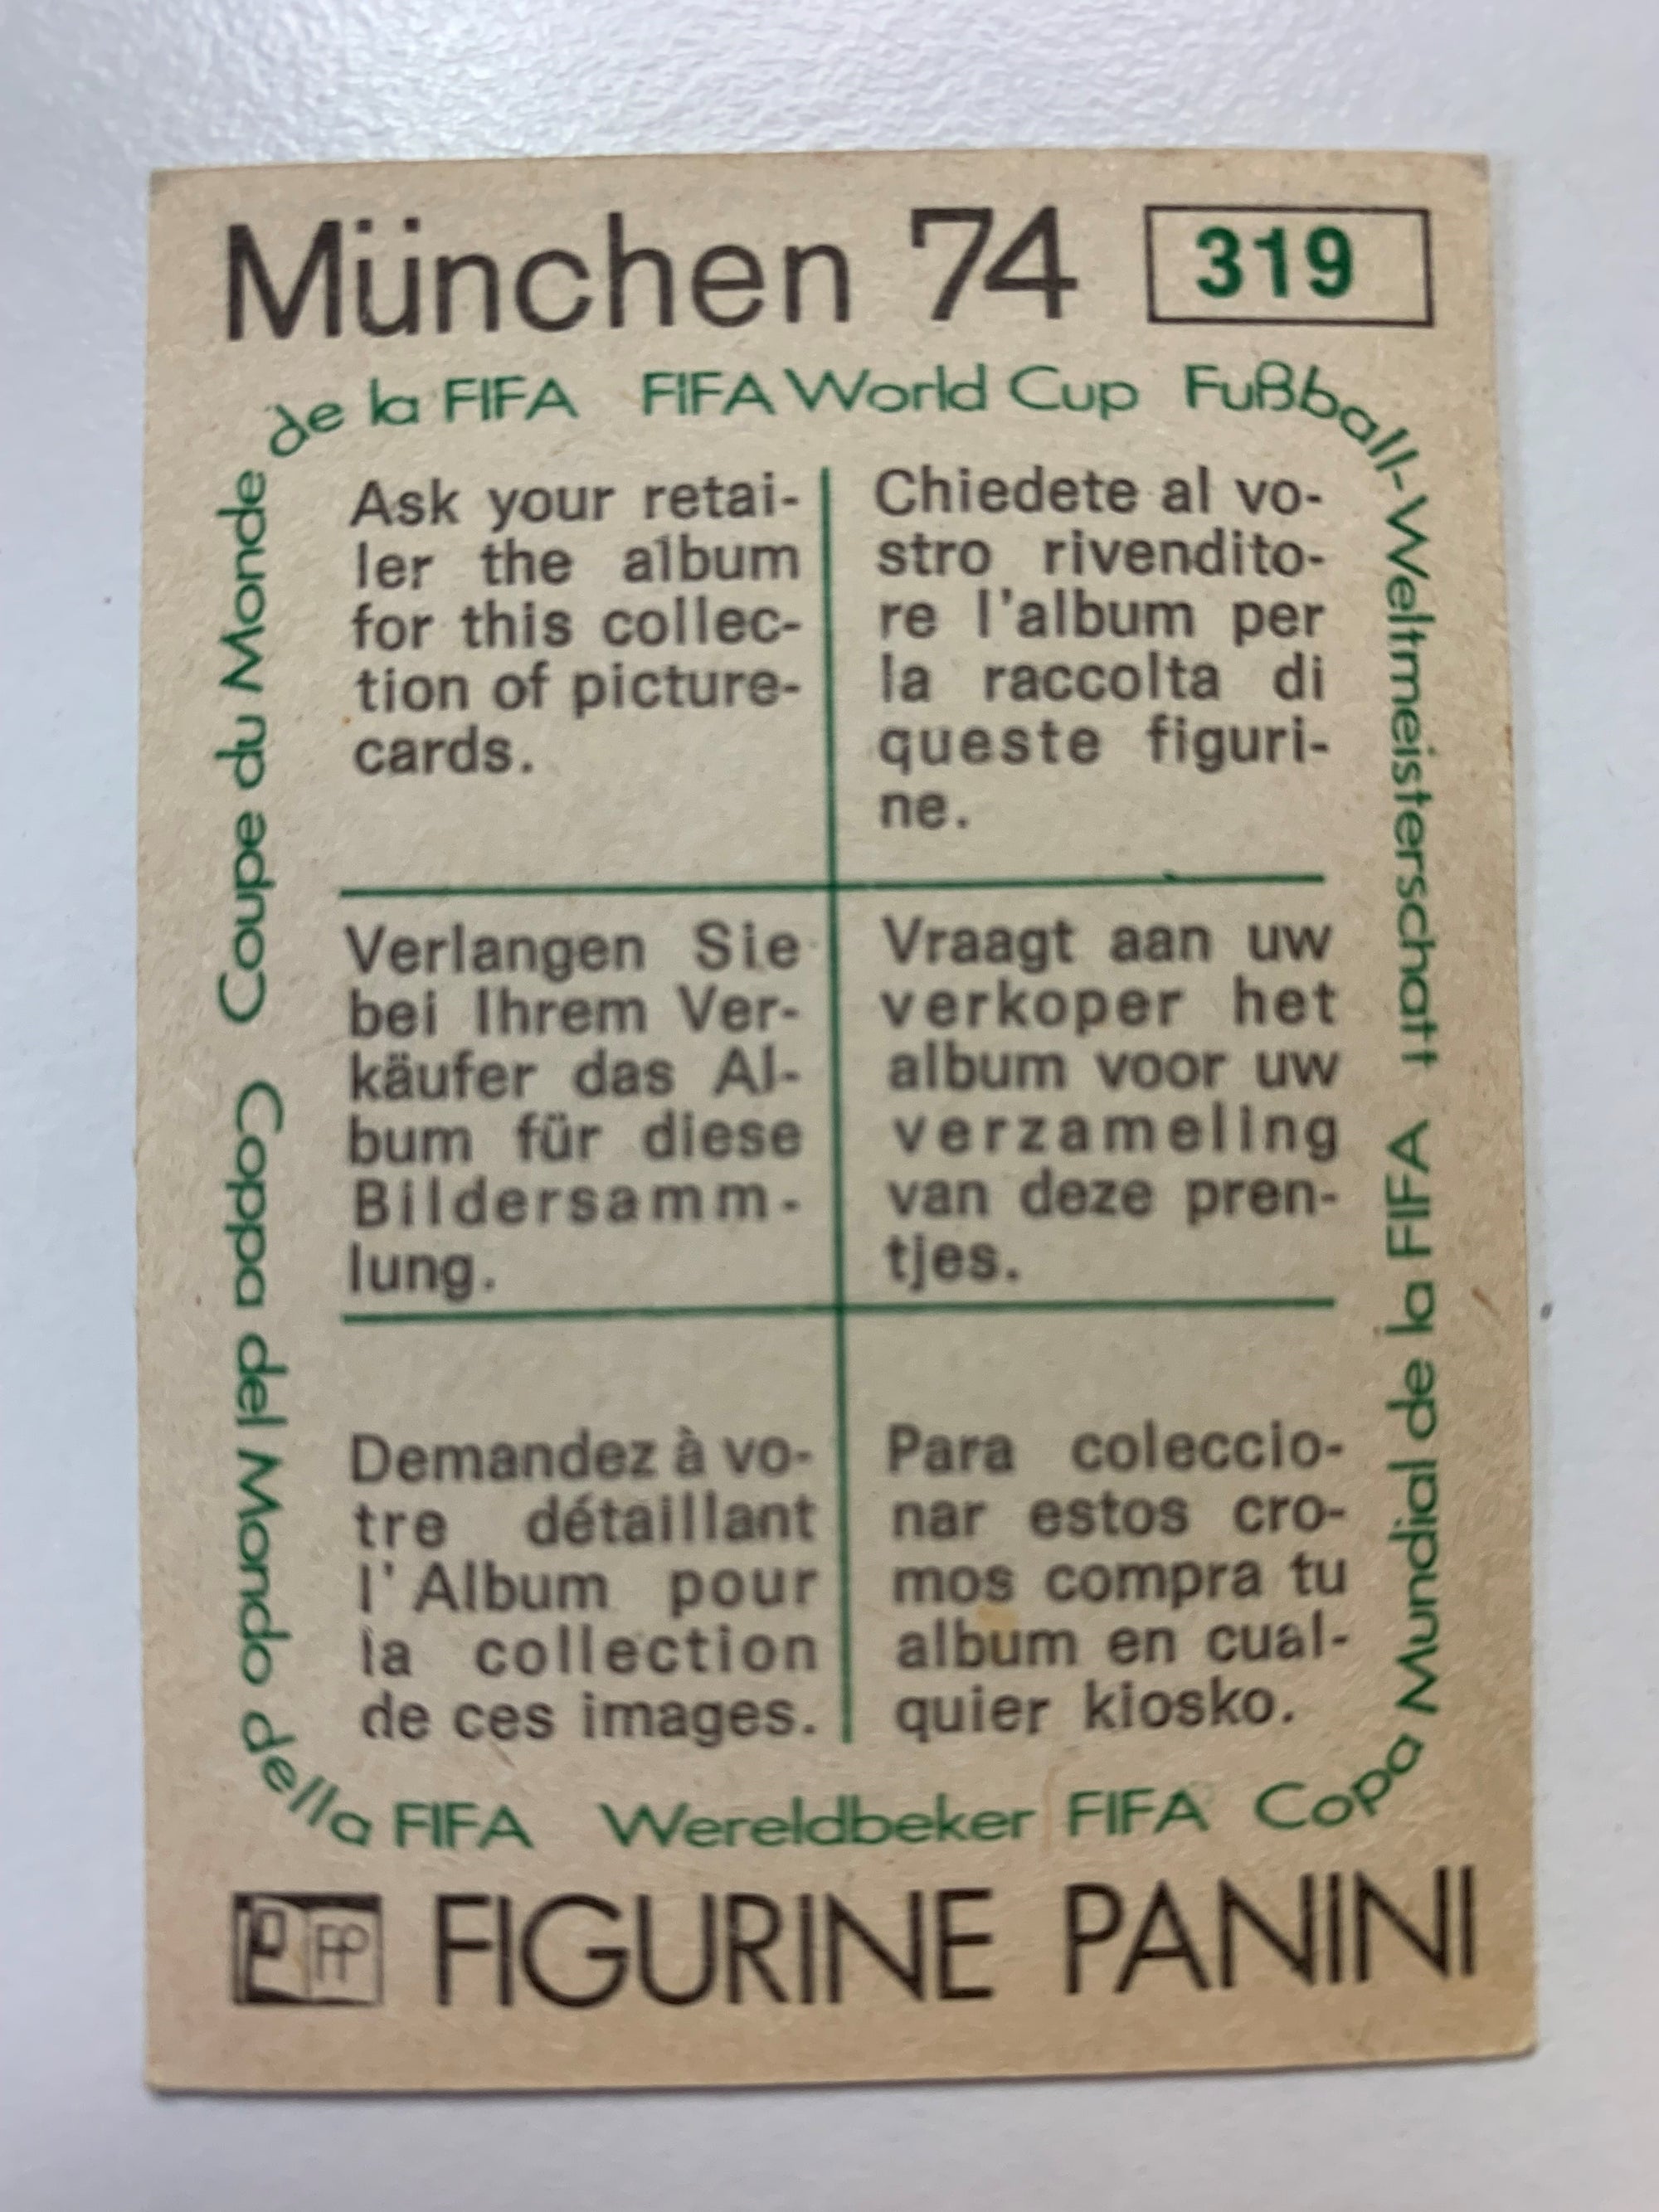 München 74
319
FIFA World Cup
Fußball-Weltmeisterschaft
Copa Mundial de la FIFA
Wereldbeker FIFA
Coppa del Mondo della FIFA
Coupe du Monde de la FIFA
Ask your retai-
ler the album
for this collec-
tion of picture-
cards.
Chiedete al vo-
stro rivendito-
re l'album per
la raccolta di
queste figuri-
ne.
Verlangen Sie
bei Ihrem Ver-
käufer das Al-
bum für diese
Bildersamm-
lung.
Vraagt aan uw
verkoper het
album voor uw
verzameling
van deze pren-
tjes.
Demandez à vo-
tre détaillant
l'Album pour
la collection
de ces images.
Para coleccio-
nar estos cro-
mos compra tu
album en cual-
quier kiosko.
FP FIGURINE PANINI